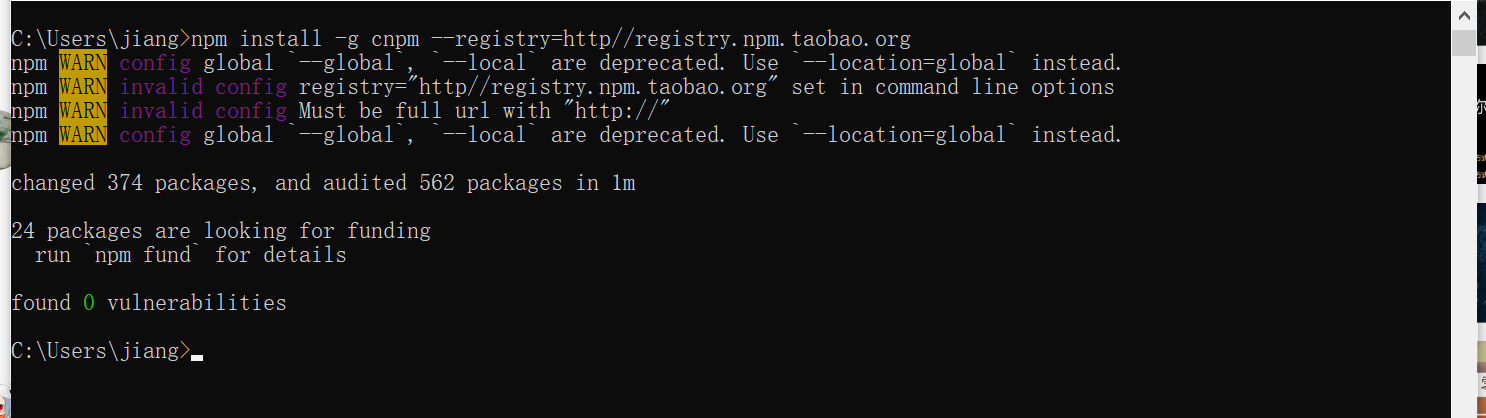 C:\Users\jiang>npm install -g cnpm --registry=http//registry.npm.taobao.org
npm WARN config global `--global`, `--local` are deprecated. Use `--location=global` instead.
npm WARN invalid config registry="http//registry.npm.taobao.org" set in command line options
npm WARN invalid config Must be full url with "http://"
npm WARN config global `--global`, `--local` are deprecated. Use `--location=global` instead.
changed 374 packages, and audited 562 packages in 1m
24 packages are looking for funding
run `npm fund` for details
found 0 vulnerabilities
C:\Users\jiang>